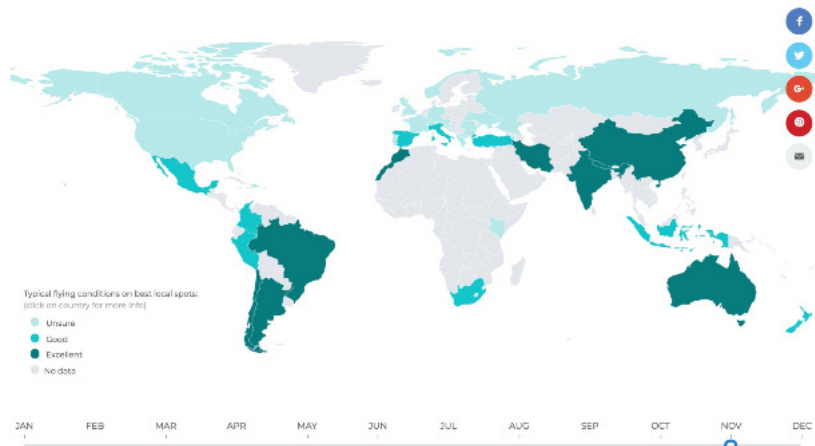 Typical flying conditions on best local spots:
(click on country for more info)
Unsure
Good
Excellent
No data
JAN FEB MAR APR MAY JUN JUL AUG SEP OCT NOV DEC